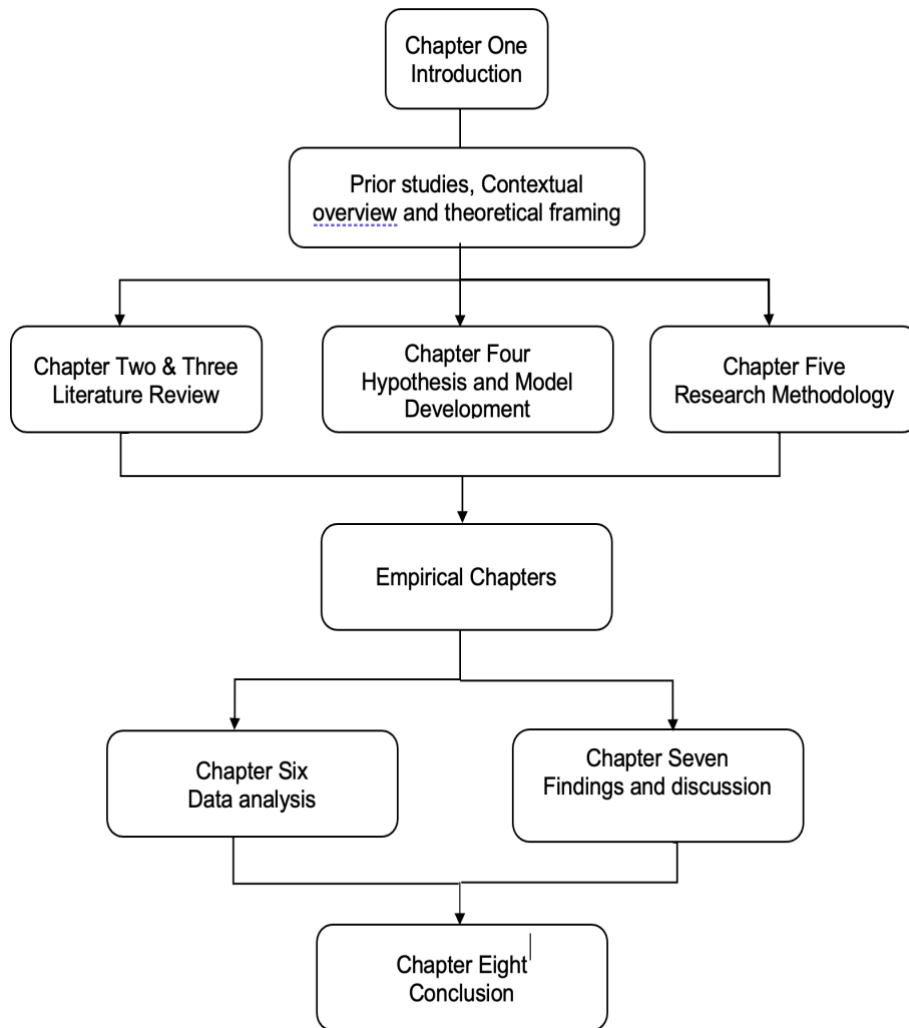 Chapter One
Introduction
Prior studies, Contextual
overview and theoretical framing
Chapter Two & Three
Literature Review
Chapter Four
Hypothesis and Model
Development
Chapter Five
Research Methodology
Empirical Chapters
Chapter Six
Data analysis
Chapter Seven
Findings and discussion
Chapter Eight
Conclusion